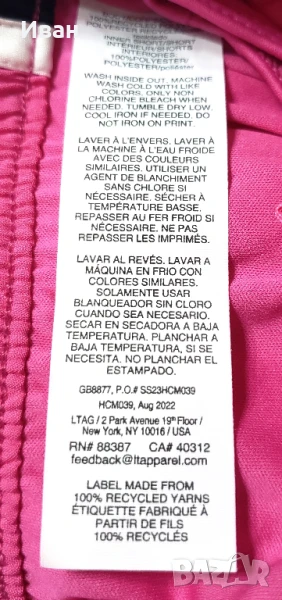 Иван
100% RECYCLED
POLYESTER/POLYESTER
INNER SHORT/SHORT
INTÉRIEUR/SHORTS
INTERIORES:
100% POLYESTER/
POLYESTER/poliéster
WASH INSIDE OUT. MACHINE
WASH COLD WITH LIKE
COLORS. ONLY NON
CHLORINE BLEACH WHEN
NEEDED. TUMBLE DRY LOW.
COOL IRON IF NEEDED. DO
NOT IRON ON PRINT.
LAVER À L'ENVERS. LAVER À
LA MACHINE À L'EAU FROIDE
AVEC DES COULEURS
SIMILAIRES. UTILISER UN
AGENT DE BLANCHIMENT
SANS CHLORE SI
NÉCESSAIRE. SÉCHER À
TEMPÉRATURE BASSE.
REPASSER AU FER FROID SI
NÉCESSAIRE. NE PAS
REPASSER LES IMPRIMÉS.
LAVAR AL REVÉS. LAVAR A
MÁQUINA EN FRIO CON
COLORES SIMILARES.
SOLAMENTE USAR
BLANQUEADOR SIN CLORO
CUANDO SEA NECESARIO.
SECAR EN SECADORA A BAJA
TEMPERATURA. PLANCHAR A
BAJA TEMPERATURA, SI SE
NECESITA. NO PLANCHAR EL
ESTAMPADO.
GB8877, P.O.# SS23HCM039
HCM039, Aug 2022
LTAG / 2 Park Avenue 19th Floor /
New York, NY 10016 / USA
RN# 88387 CA# 40312
feedback@ltapparel.com
LABEL MADE FROM
100% RECYCLED YARNS
ÉTIQUETTE FABRIQUÉ À
PARTIR DE FILS
100% RECYCLÉS
BAZAR